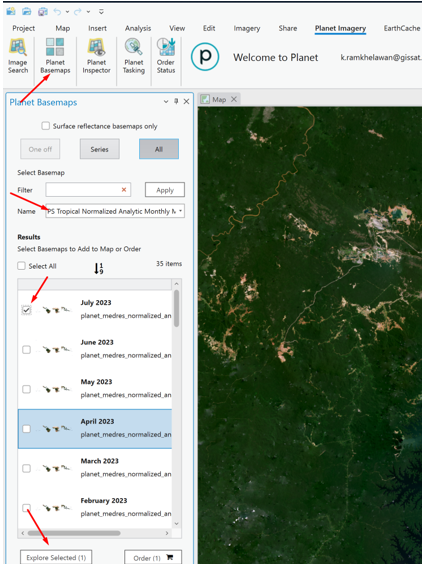 Project Map Insert Analysis View Edit Imagery Share Planet Imagery EarthCache
Image Search
Planet Basemaps
Planet Inspector
Planet Tasking
Order Status
p
Welcome to Planet
k.ramkhelawan@gissat.
Planet Basemaps
Map
Surface reflectance basemaps only
One off Series All
Select Basemap
Filter Apply
Name PS Tropical Normalized Analytic Monthly M
Results
Select Basemaps to Add to Map or Order
Select All 1 9 35 items
July 2023
planet_medres_normalized_an
June 2023
planet_medres_normalized_an
May 2023
planet_medres_normalized_an
April 2023
planet_medres_normalized_an
March 2023
planet_medres_normalized_an
February 2023
planet_medres_normalized_an
Explore Selected (1) Order (1)